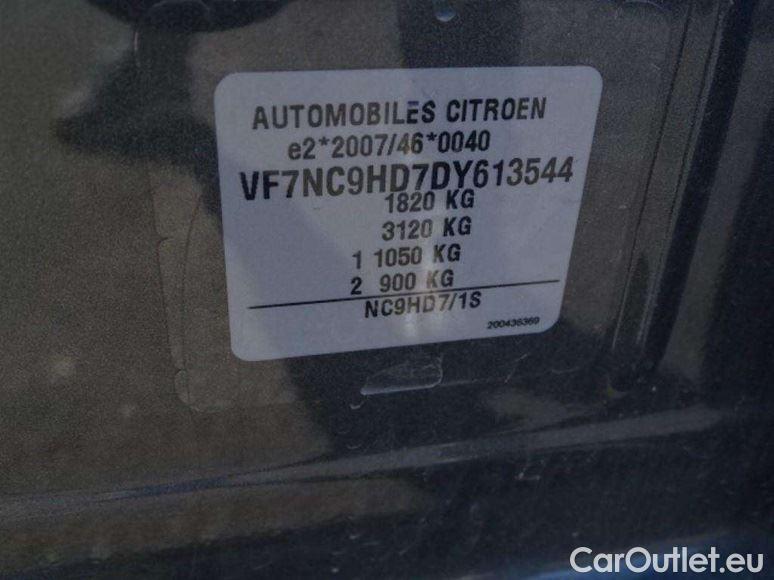 AUTOMOBILES CITROEN
e2*2007/46*0040
VF7NC9HD7DY613544
1820 KG
3120 KG
1 1050 KG
2 900 KG
NC9HD7/1S
200436369
CarOutlet.eu